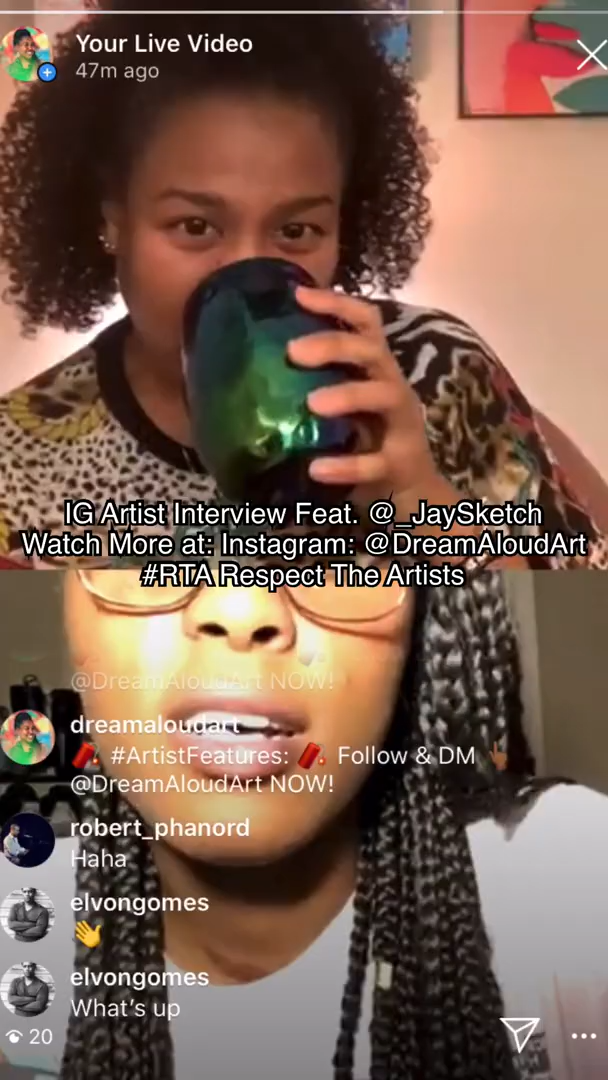 Your Live Video
47m ago
IG Artist Interview Feat. @_JaySketch
Watch More at: Instagram: @DreamAloudArt
#RTA Respect The Artists
@DreamAloudArt NOW!
dreamaloudart
🧧 #ArtistFeatures: 🧧 Follow & DM 👆🏾
@DreamAloudArt NOW!
robert_phanord
Haha
elvongomes
👋
elvongomes
What's up
20